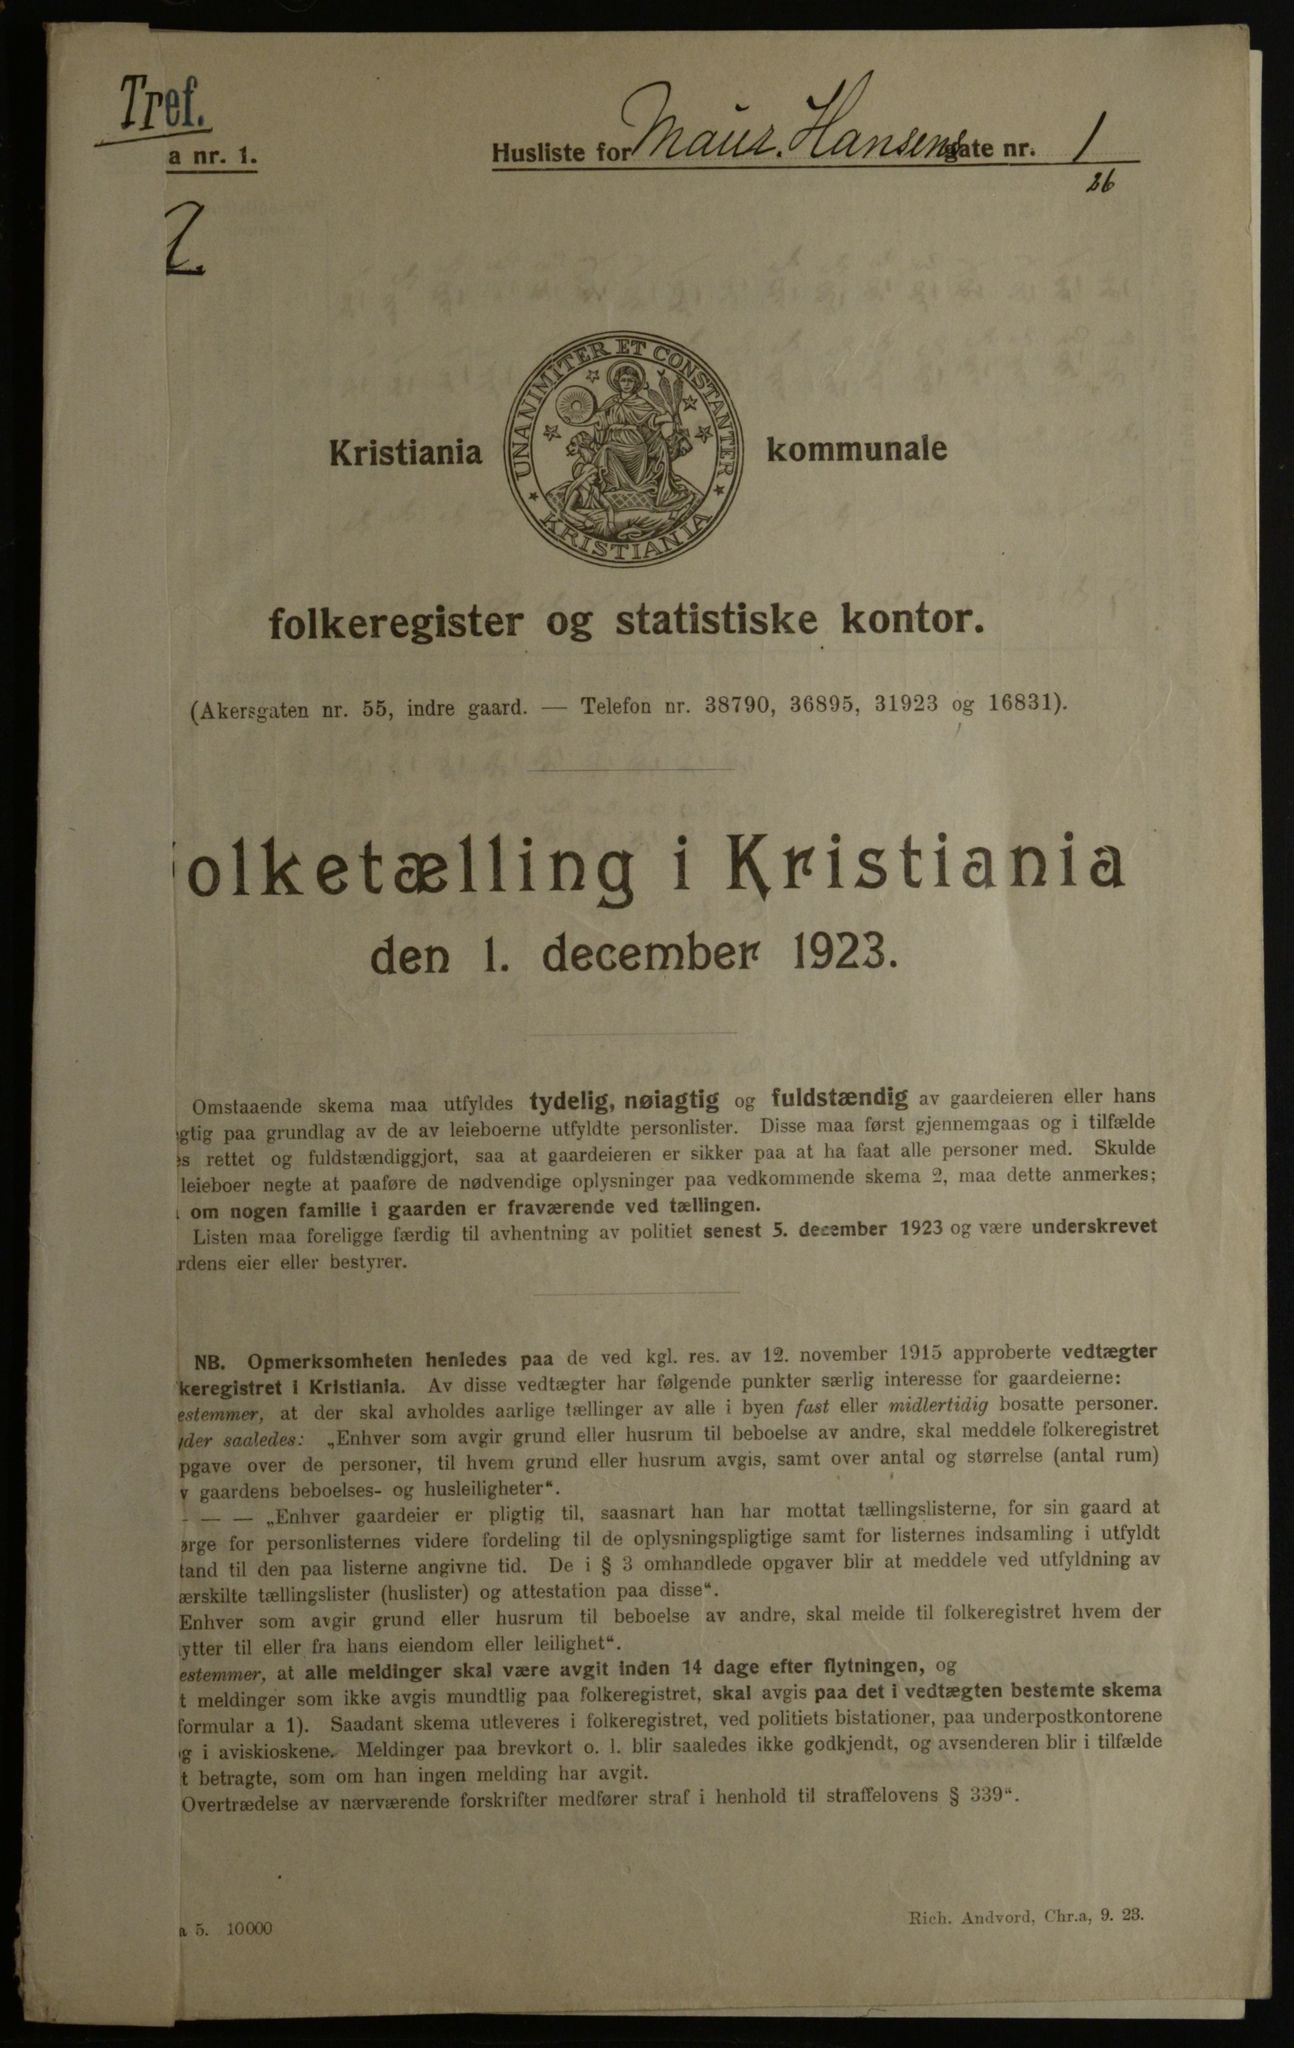 Tref.
a nr. 1.
Husliste for Maur. Hansens gate nr. 1
26
2.
UNANIMITER ET CONSTANTER
KRISTIANIA
Kristiania kommunale
folkeregister og statistiske kontor.
(Akersgaten nr. 55, indre gaard. — Telefon nr. 38790, 36895, 31923 og 16831).
olketælling i Kristiania
den 1. december 1923.
Omstaaende skema maa utfyldes tydelig, nøiagtig og fuldstændig av gaardeieren eller hans
gtig paa grundlag av de av leieboerne utfyldte personlister. Disse maa først gjennemgaas og i tilfælde
s rettet og fuldstændiggjort, saa at gaardeieren er sikker paa at ha faat alle personer med. Skulde
leieboer negte at paaføre de nødvendige oplysninger paa vedkommende skema 2, maa dette anmerkes;
om nogen familie i gaarden er fraværende ved tællingen.
Listen maa foreligge færdig til avhentning av politiet senest 5. december 1923 og være underskrevet
rdens eier eller bestyrer.
NB. Opmerksomheten henledes paa de ved kgl. res. av 12. november 1915 approberte vedtægter
keregistret i Kristiania. Av disse vedtægter har følgende punkter særlig interesse for gaardeierne:
estemmer, at der skal avholdes aarlige tællinger av alle i byen fast eller midlertidig bosatte personer.
der saaledes: „Enhver som avgir grund eller husrum til beboelse av andre, skal meddele folkeregistret
pgave over de personer, til hvem grund eller husrum avgis, samt over antal og størrelse (antal rum)
v gaardens beboelses- og husleiligheter“.
- — — „Enhver gaardeier er pligtig til, saasnart han har mottat tællingslisterne, for sin gaard at
ørge for personlisternes videre fordeling til de oplysningspligtige samt for listernes indsamling i utfyldt
tand til den paa listerne angivne tid. De i § 3 omhandlede opgaver blir at meddele ved utfyldning av
ærskilte tællingslister (huslister) og attestation paa disse“.
Enhver som avgir grund eller husrum til beboelse av andre, skal melde til folkeregistret hvem der
ytter til eller fra hans eiendom eller leilighet“.
estemmer, at alle meldinger skal være avgit inden 14 dage efter flytningen, og
t meldinger som ikke avgis mundtlig paa folkeregistret, skal avgis paa det i vedtægten bestemte skema
formular a 1). Saadant skema utleveres i folkeregistret, ved politiets bistationer, paa underpostkontorene
g i aviskioskene. Meldinger paa brevkort o. l. blir saaledes ikke godkjendt, og avsenderen blir i tilfælde
t betragte, som om han ingen melding har avgit.
Overtrædelse av nærværende forskrifter medfører straf i henhold til straffelovens § 339“.
a 5. 10000
Rich. Andvord, Chr.a, 9. 23.